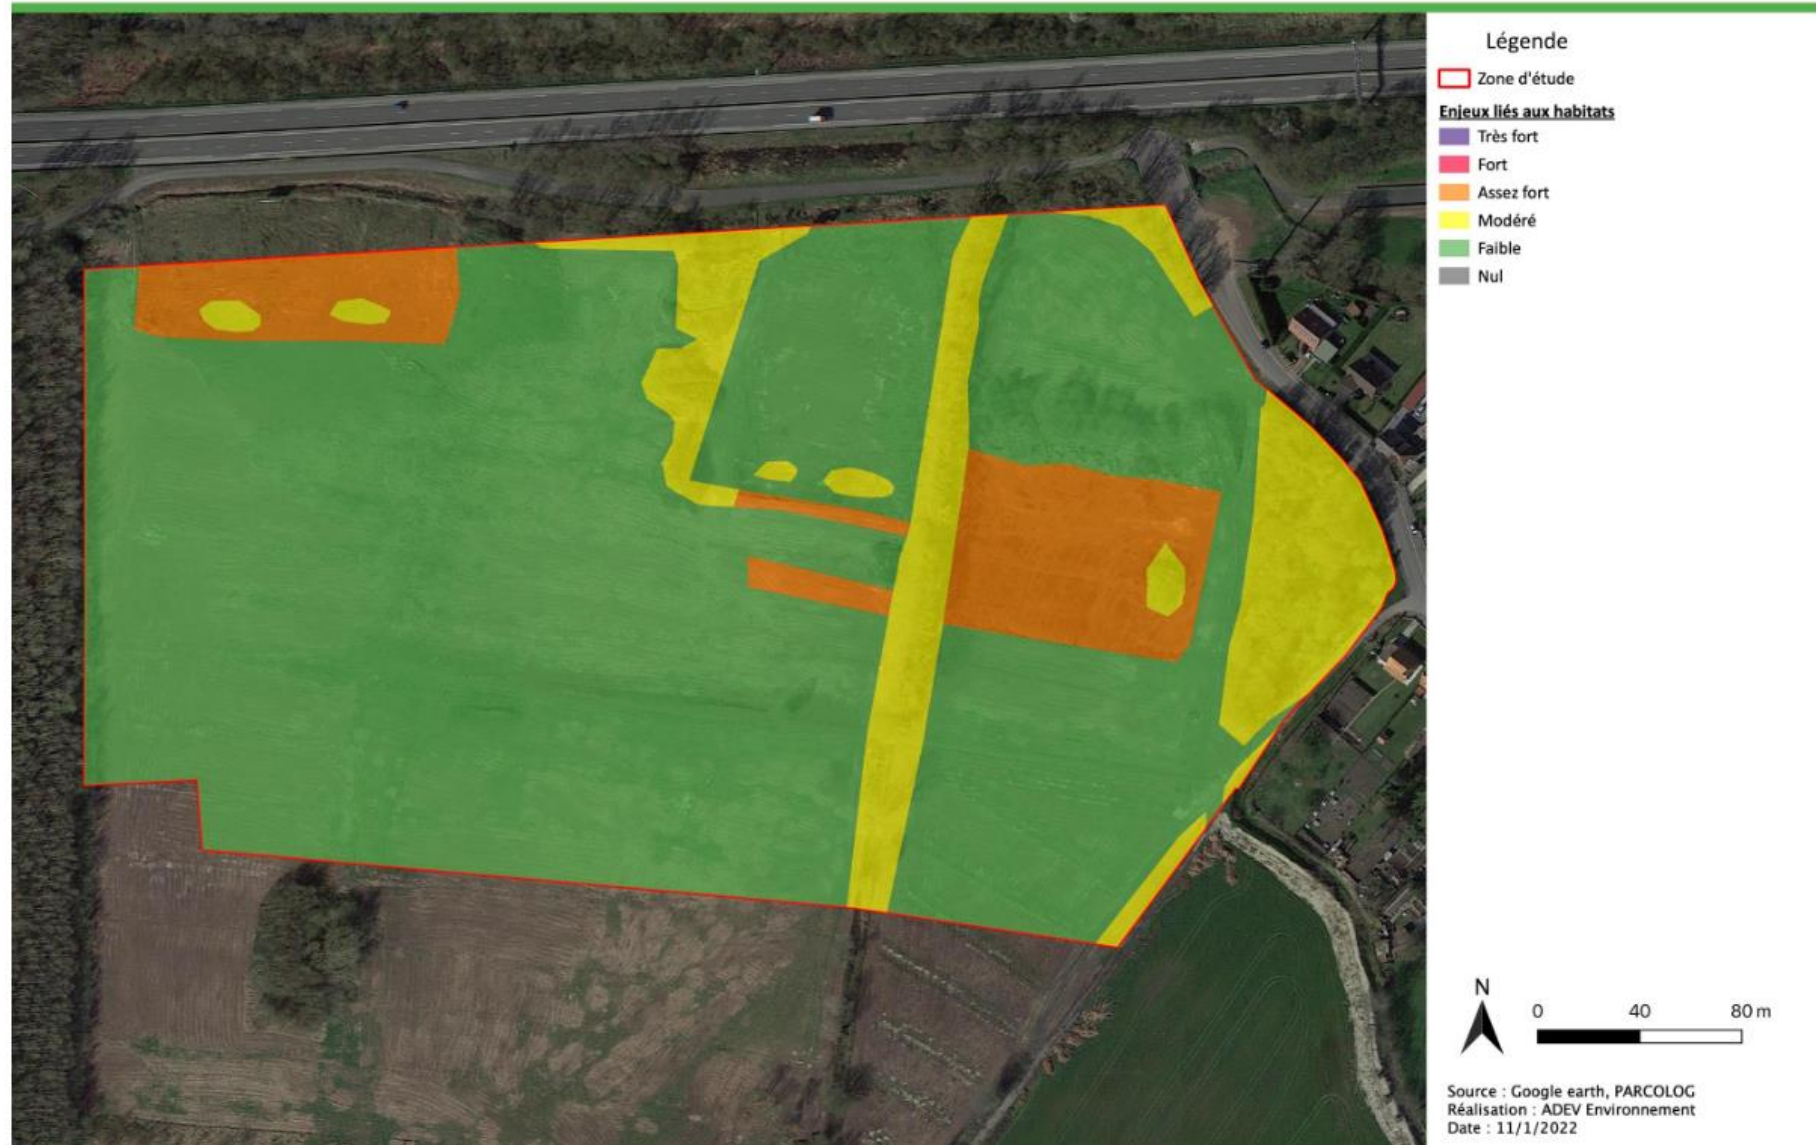 Légende
Zone d'étude
Enjeux liés aux habitats
Très fort
Fort
Assez fort
Modéré
Faible
Nul
N
0 40 80 m
Source : Google earth, PARCOLOG
Réalisation : ADEV Environnement
Date : 11/1/2022